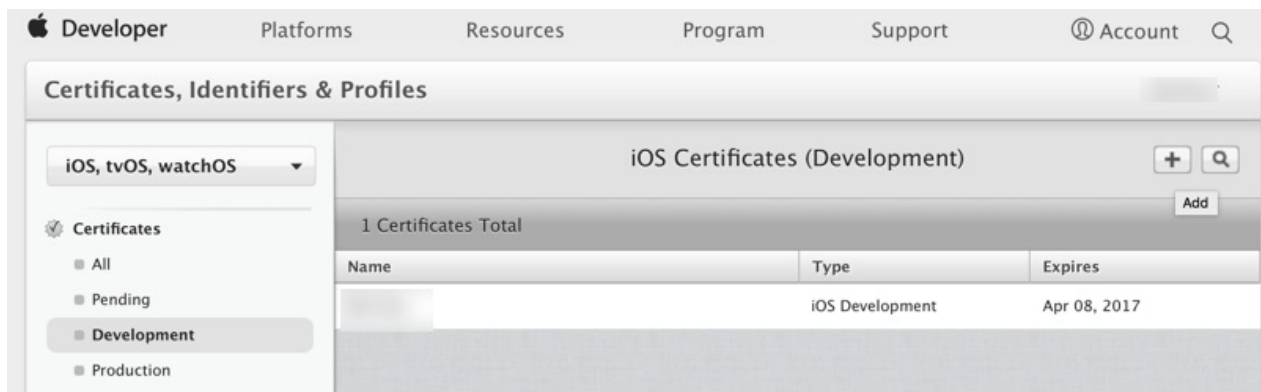 Developer Platforms Resources Program Support Account
Certificates, Identifiers & Profiles
iOS, tvOS, watchOS
iOS Certificates (Development)
Add
Certificates
1 Certificates Total
All
Name Type Expires
Pending
iOS Development Apr 08, 2017
Development
Production